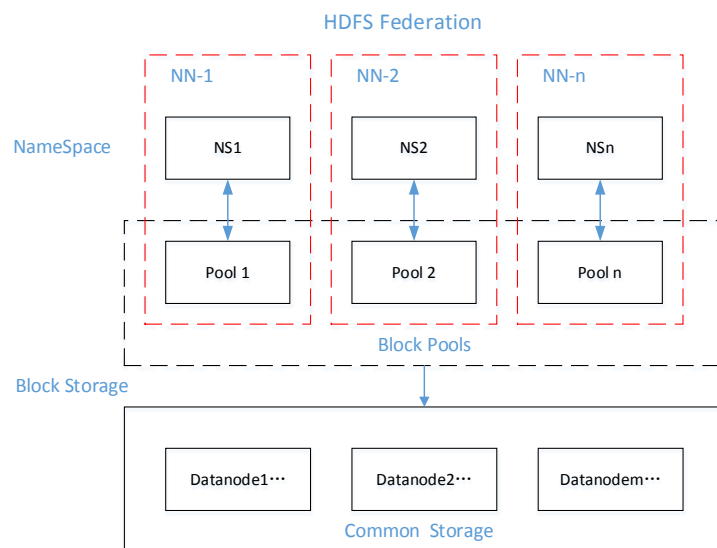 HDFS Federation
NN-1
NN-2
NN-n
NameSpace
NS1
NS2
NSn
Pool 1
Pool 2
Pool n
Block Pools
Block Storage
Datanode1···
Datanode2···
Datanodem···
Common Storage